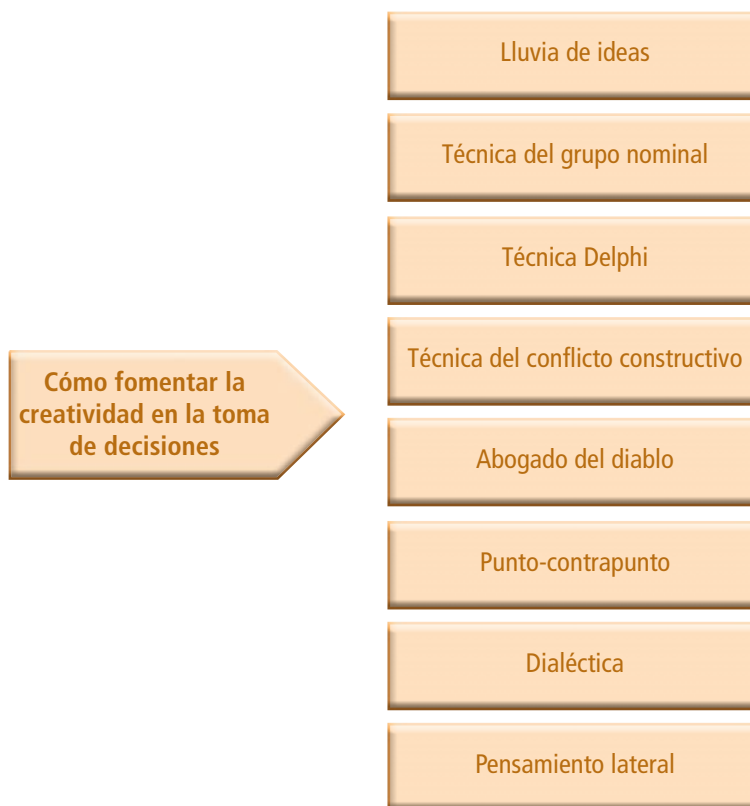 Lluvia de ideas
Técnica del grupo nominal
Técnica Delphi
Técnica del conflicto constructivo
Cómo fomentar la
creatividad en la toma
de decisiones
Abogado del diablo
Punto-contrapunto
Dialéctica
Pensamiento lateral